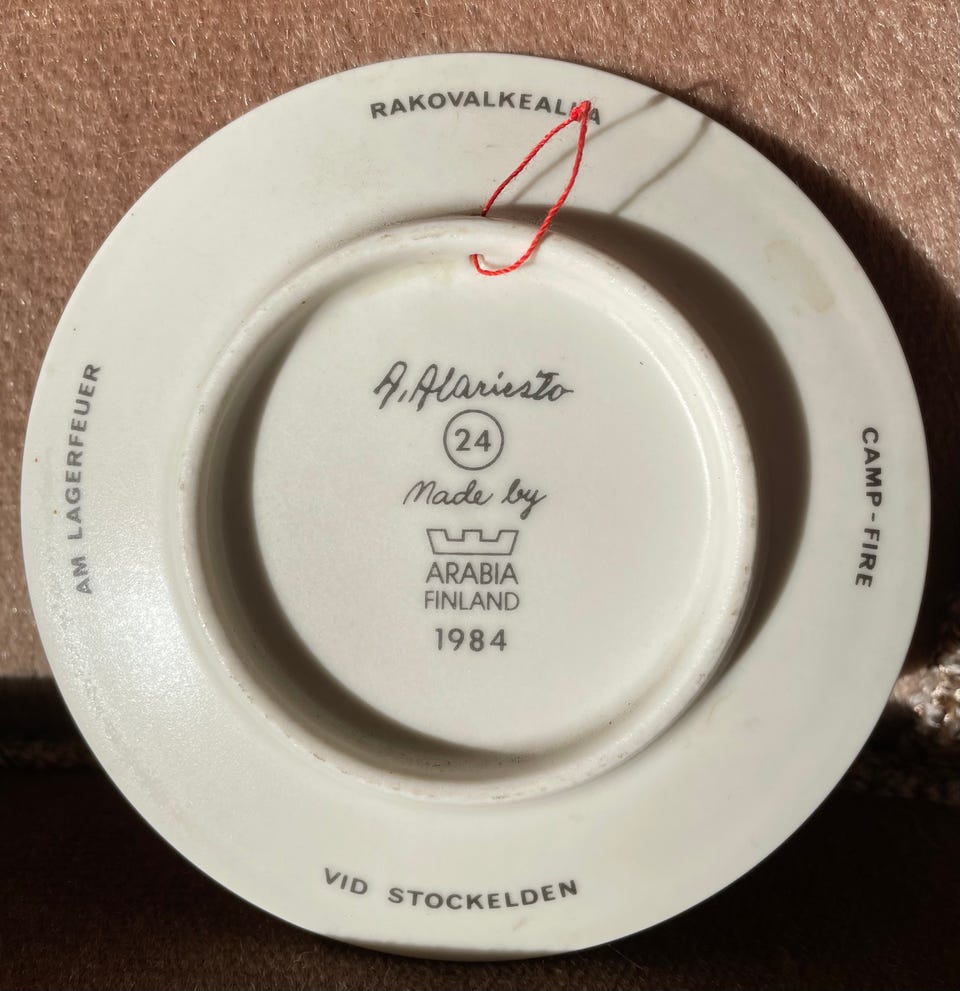 RAKOVALKEALLA
A. Alariesto
24
Made by
ARABIA
FINLAND
1984
AM LAGERFEUER
CAMP-FIRE
VID STOCKELDEN